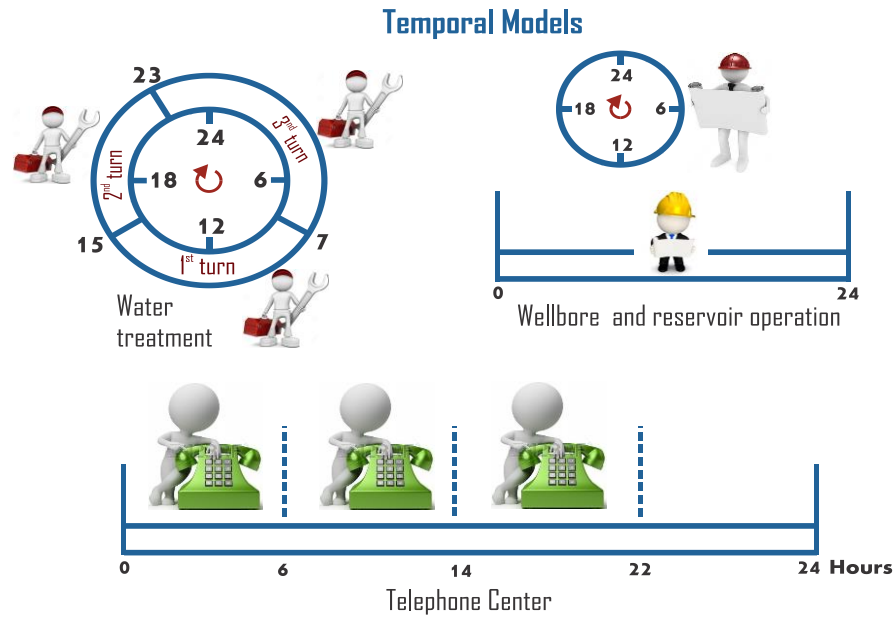 Temporal Models
23
24
3nd turn
2nd turn
18
6
12
15
7
1st turn
Water
treatment
24
18
6
12
0
24
Wellbore and reservoir operation
0
6
14
22
24 Hours
Telephone Center